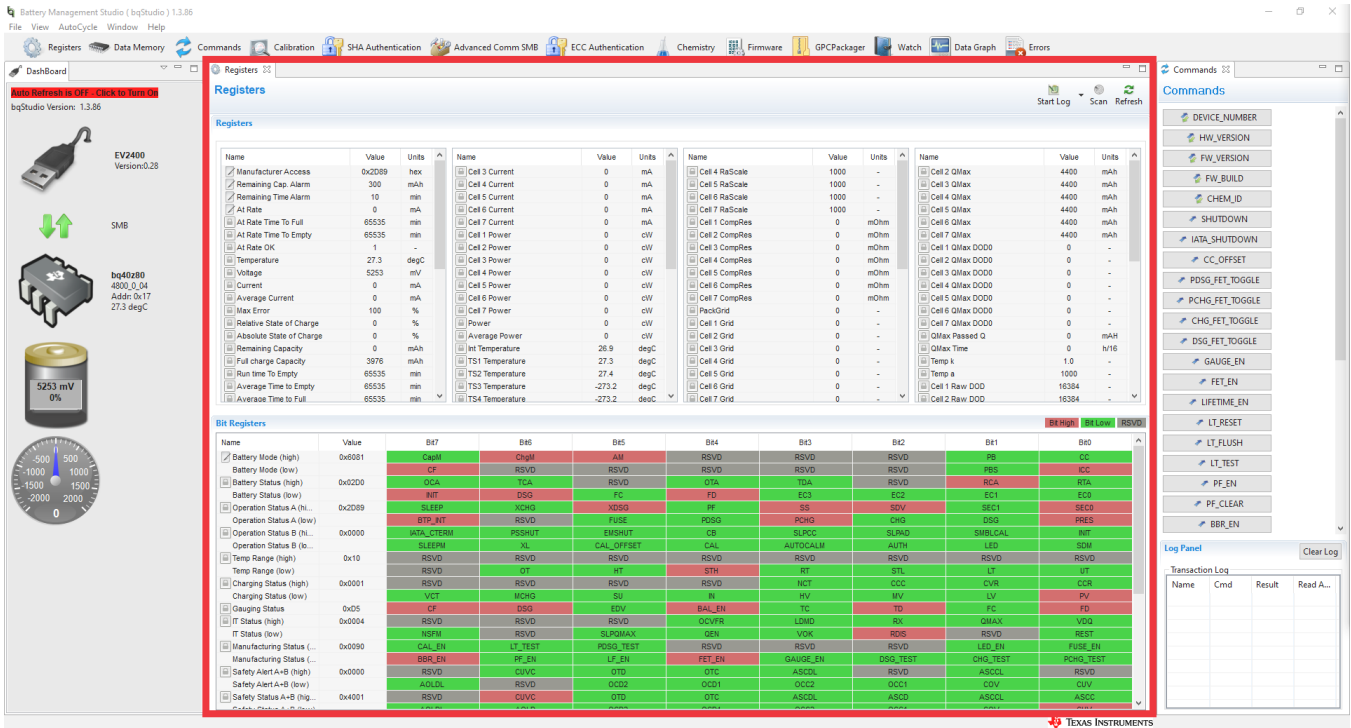 Battery Management Studio ( bqStudio ) 1.3.86
File View AutoCycle Window Help
Registers Data Memory Commands Calibration SHA Authentication Advanced Comm SMB ECC Authentication Chemistry Firmware GPCPackager Watch Data Graph Errors
DashBoard
Auto Refresh is OFF - Click to Turn On
bqStudio Version: 1.3.86
EV2400
Version:0.28
SMB
bq40z80
4800_0_04
Addr: 0x17
27.3 degC
5253 mV
0%
-500 500
-1000 1000
-1500 1500
-2000 2000
0
Registers
Registers
Start Log Scan Refresh
Registers
Name Value Units Name Value Units Name Value Units Name Value Units
Manufacturer Access 0x2D89 hex Cell 3 Current 0 mA Cell 4 RaScale 1000 - Cell 2 QMax 4400 mAh
Remaining Cap. Alarm 300 mAh Cell 4 Current 0 mA Cell 5 RaScale 1000 - Cell 3 QMax 4400 mAh
Remaining Time Alarm 10 min Cell 5 Current 0 mA Cell 6 RaScale 1000 - Cell 4 QMax 4400 mAh
At Rate 0 mA Cell 6 Current 0 mA Cell 7 RaScale 1000 - Cell 5 QMax 4400 mAh
At Rate Time To Full 65535 min Cell 7 Current 0 mA Cell 1 CompRes 0 mOhm Cell 6 QMax 4400 mAh
At Rate Time To Empty 65535 min Cell 1 Power 0 cW Cell 2 CompRes 0 mOhm Cell 7 QMax 4400 mAh
At Rate OK 1 - Cell 2 Power 0 cW Cell 3 CompRes 0 mOhm Cell 1 QMax DOD0 0 -
Temperature 27.3 degC Cell 3 Power 0 cW Cell 4 CompRes 0 mOhm Cell 2 QMax DOD0 0 -
Voltage 5253 mV Cell 4 Power 0 cW Cell 5 CompRes 0 mOhm Cell 3 QMax DOD0 0 -
Current 0 mA Cell 5 Power 0 cW Cell 6 CompRes 0 mOhm Cell 4 QMax DOD0 0 -
Average Current 0 mA Cell 6 Power 0 cW Cell 7 CompRes 0 mOhm Cell 5 QMax DOD0 0 -
Max Error 100 % Cell 7 Power 0 cW PackGrid 0 - Cell 6 QMax DOD0 0 -
Relative State of Charge 0 % Power 0 cW Cell 1 Grid 0 - Cell 7 QMax DOD0 0 -
Absolute State of Charge 0 % Average Power 0 cW Cell 2 Grid 0 - QMax Passed Q 0 mAH
Remaining Capacity 0 mAh Int Temperature 26.9 degC Cell 3 Grid 0 - QMax Time 0 h/16
Full charge Capacity 3976 mAh TS1 Temperature 27.3 degC Cell 4 Grid 0 - Temp k 1.0 -
Run time To Empty 65535 min TS2 Temperature 27.4 degC Cell 5 Grid 0 - Temp a 1000 -
Average Time to Empty 65535 min TS3 Temperature -273.2 degC Cell 6 Grid 0 - Cell 1 Raw DOD 16384 -
Average Time to Full 65535 min TS4 Temperature -273.2 degC Cell 7 Grid 0 - Cell 2 Raw DOD 16384 -
Bit Registers Bit High Bit Low RSVD
Name Value Bit7 Bit6 Bit5 Bit4 Bit3 Bit2 Bit1 Bit0
Battery Mode (high) 0x6081 CapM ChgM AM RSVD RSVD RSVD PB CC
Battery Mode (low) CF RSVD RSVD RSVD RSVD RSVD PBS ICC
Battery Status (high) 0x02D0 OCA TCA RSVD OTA TDA RSVD RCA RTA
Battery Status (low) INIT DSG FC FD EC3 EC2 EC1 EC0
Operation Status A (hi... 0x2D89 SLEEP XCHG XDSG PF SS SDV SEC1 SEC0
Operation Status A (low) BTP_INT RSVD FUSE PDSG PCHG CHG DSG PRES
Operation Status B (hi... 0x0000 IATA_CTERM PSSHUT EMSHUT CB SLPCC SLPAD SMBLCAL INIT
Operation Status B (lo... SLEEPM XL CAL_OFFSET CAL AUTOCALM AUTH LED SDM
Temp Range (high) 0x10 RSVD RSVD RSVD RSVD RSVD RSVD RSVD RSVD
Temp Range (low) RSVD OT HT STH RT STL LT UT
Charging Status (high) 0x0001 RSVD RSVD RSVD RSVD NCT CCC CVR CCR
Charging Status (low) VCT MCHG SU IN HV MV LV PV
Gauging Status 0xD5 CF DSG EDV BAL_EN TC TD FC FD
IT Status (high) 0x0004 RSVD RSVD RSVD OCVFR LDMD RX QMAX VDQ
IT Status (low) NSFM RSVD SLPQMAX QEN VOK RDIS RSVD REST
Manufacturing Status (... 0x0090 CAL_EN LT_TEST PDSG_TEST RSVD RSVD RSVD LED_EN FUSE_EN
Manufacturing Status (... BBR_EN PF_EN LF_EN FET_EN GAUGE_EN DSG_TEST CHG_TEST PCHG_TEST
Safety Alert A+B (high) 0x0000 RSVD CUVC OTD OTC ASCDL RSVD ASCCL RSVD
Safety Alert A+B (low) AOLDL RSVD OCD2 OCD1 OCC2 OCC1 COV CUV
Safety Status A+B (hig... 0x4001 RSVD CUVC OTD OTC ASCDL ASCD ASCCL ASCC
Commands
Commands
DEVICE_NUMBER
HW_VERSION
FW_VERSION
FW_BUILD
CHEM_ID
SHUTDOWN
IATA_SHUTDOWN
CC_OFFSET
PDSG_FET_TOGGLE
PCHG_FET_TOGGLE
CHG_FET_TOGGLE
DSG_FET_TOGGLE
GAUGE_EN
FET_EN
LIFETIME_EN
LT_RESET
LT_FLUSH
LT_TEST
PF_EN
PF_CLEAR
BBR_EN
Log Panel Clear Log
Transaction Log
Name Cmd Result Read A...
TEXAS INSTRUMENTS